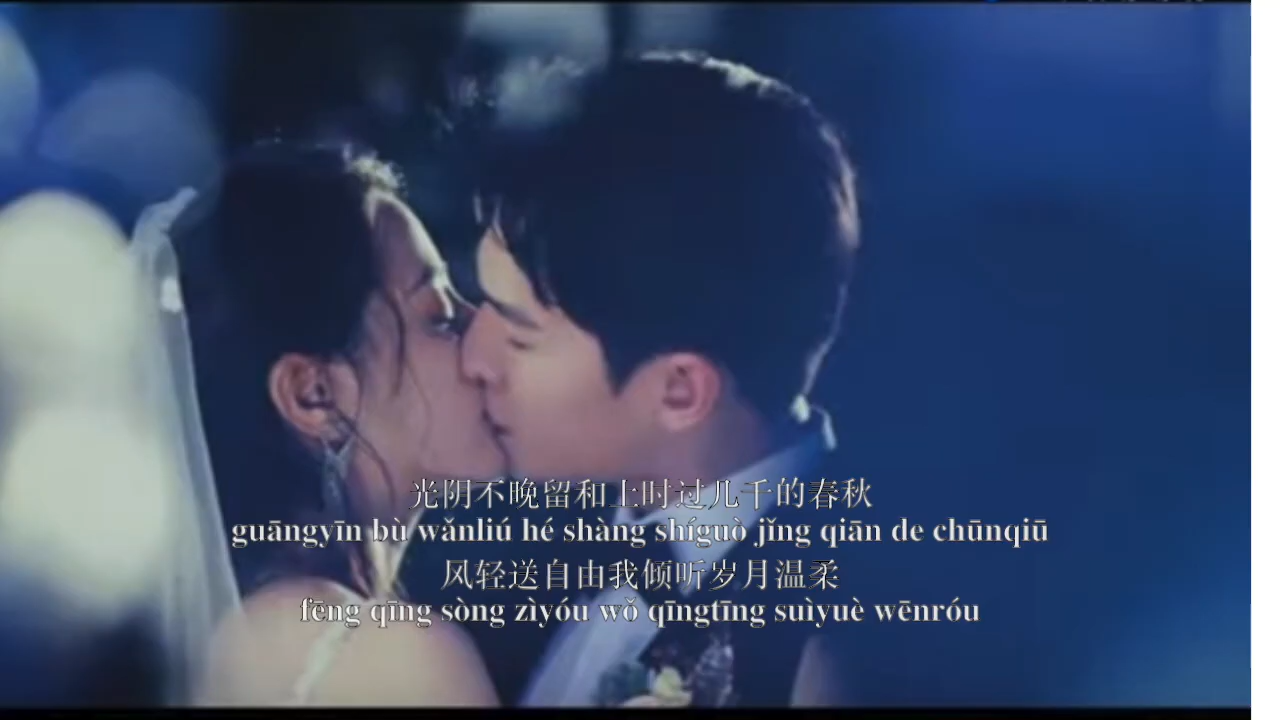 光阴不晚留和上时过几千的春秋
guāngyīn bù wǎnliú hé shàng shíguò jǐng qiān de chūnqiū
风轻送自由我倾听岁月温柔
fēng qīng sòng zìyóu wǒ qīngtīng suìyuè wēnróu